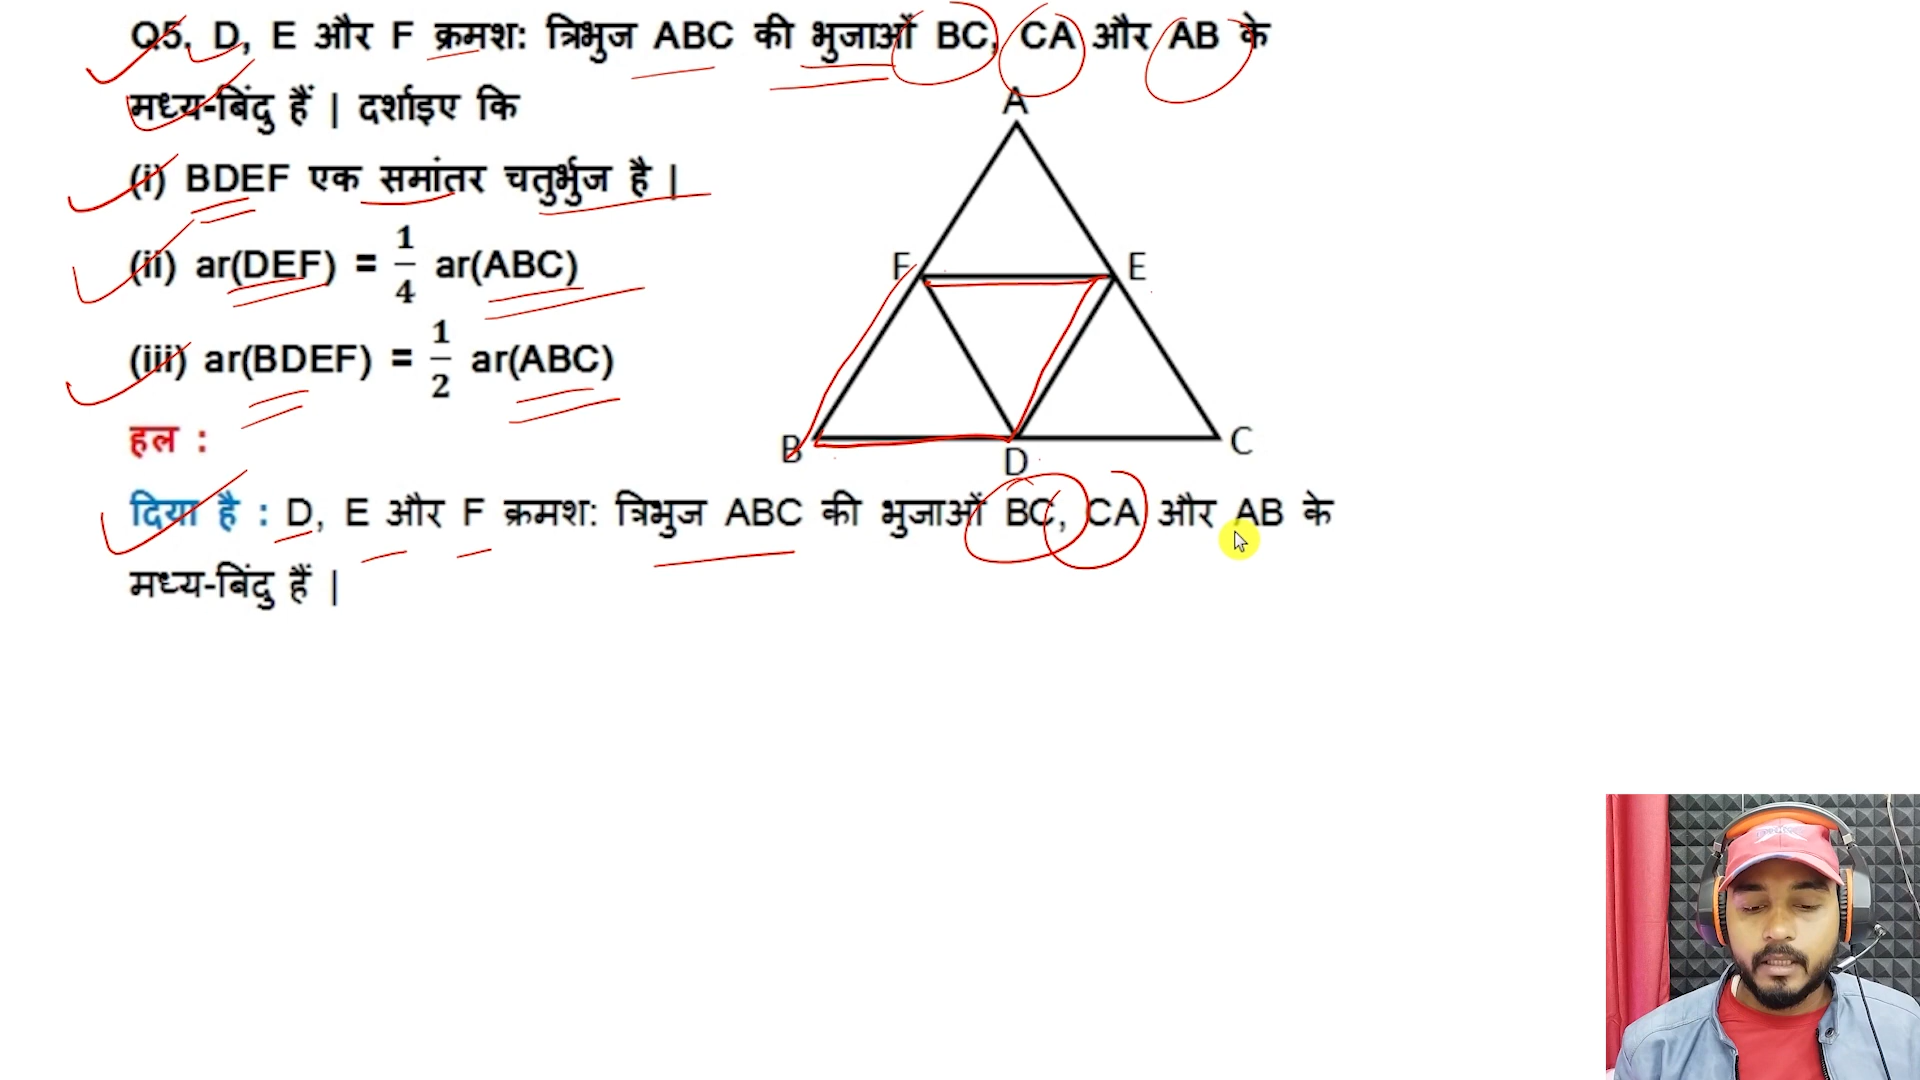 Q5. D, E और F क्रमश: त्रिभुज ABC की भुजाओं BC, CA और AB के
मध्य-बिंदु हैं | दर्शाइए कि
(i) BDEF एक समांतर चतुर्भुज है |
(ii) ar(DEF) = 1/4 ar(ABC)
(iii) ar(BDEF) = 1/2 ar(ABC)
A
F
E
B
D
C
हल :
दिया है : D, E और F क्रमश: त्रिभुज ABC की भुजाओं BC, CA और AB के
मध्य-बिंदु हैं |